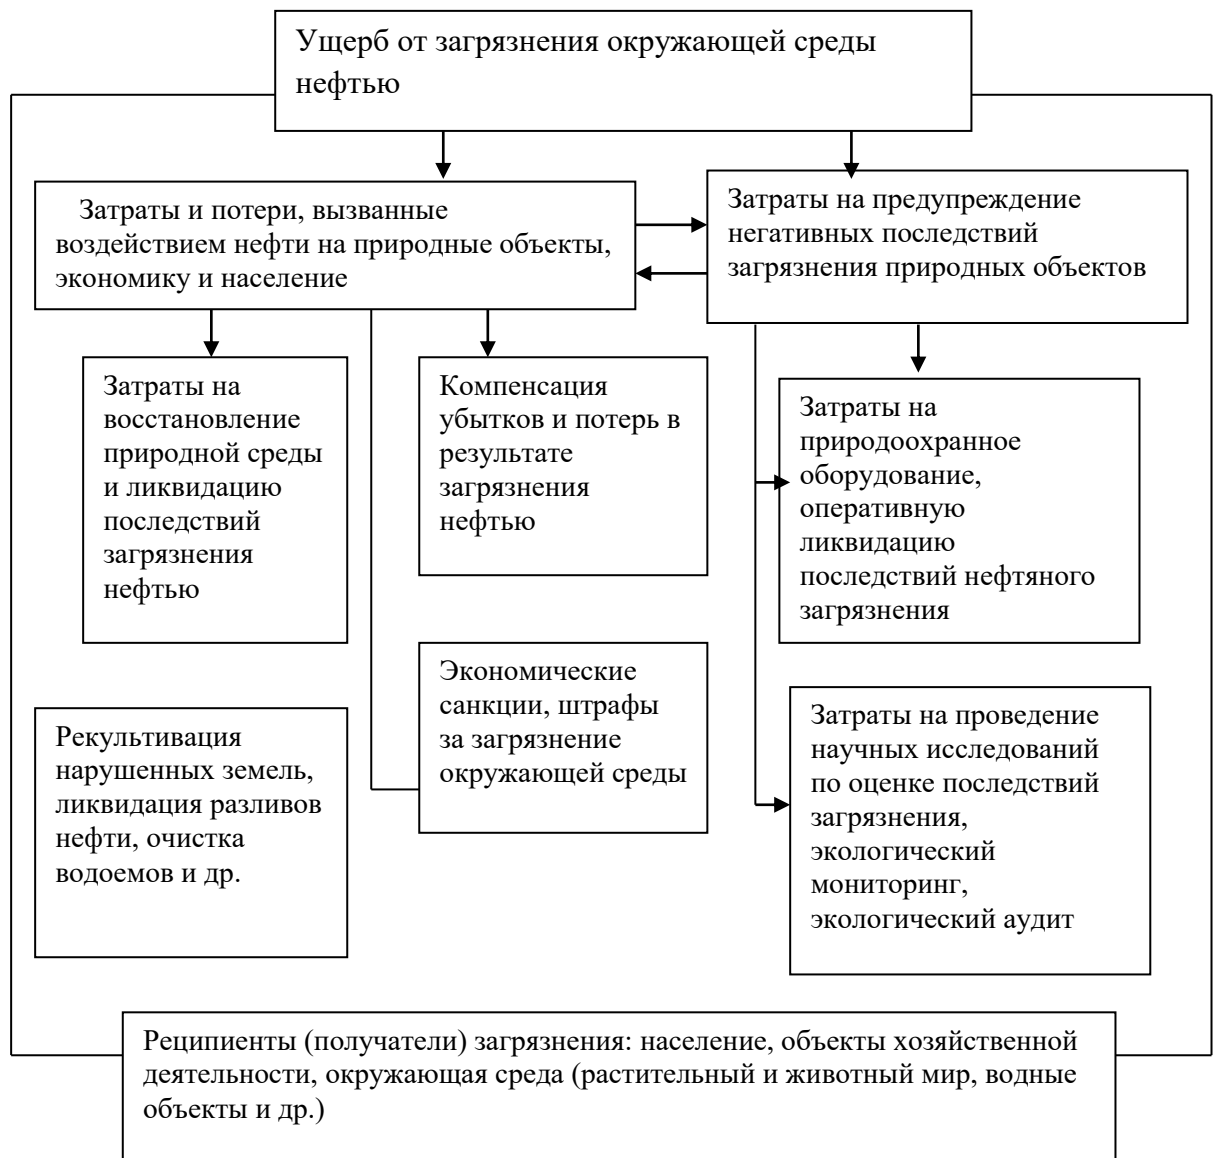 Ущерб от загрязнения окружающей среды
нефтью
Затраты и потери, вызванные
воздействием нефти на природные объекты,
экономику и население
Затраты на предупреждение
негативных последствий
загрязнения природных объектов
Затраты на
восстановление
природной среды
и ликвидацию
последствий
загрязнения
нефтью
Компенсация
убытков и потерь в
результате
загрязнения
нефтью
Затраты на
природоохранное
оборудование,
оперативную
ликвидацию
последствий нефтяного
загрязнения
Рекультивация
нарушенных земель,
ликвидация разливов
нефти, очистка
водоемов и др.
Экономические
санкции, штрафы
за загрязнение
окружающей среды
Затраты на проведение
научных исследований
по оценке последствий
загрязнения,
экологический
мониторинг,
экологический аудит
Реципиенты (получатели) загрязнения: население, объекты хозяйственной
деятельности, окружающая среда (растительный и животный мир, водные
объекты и др.)